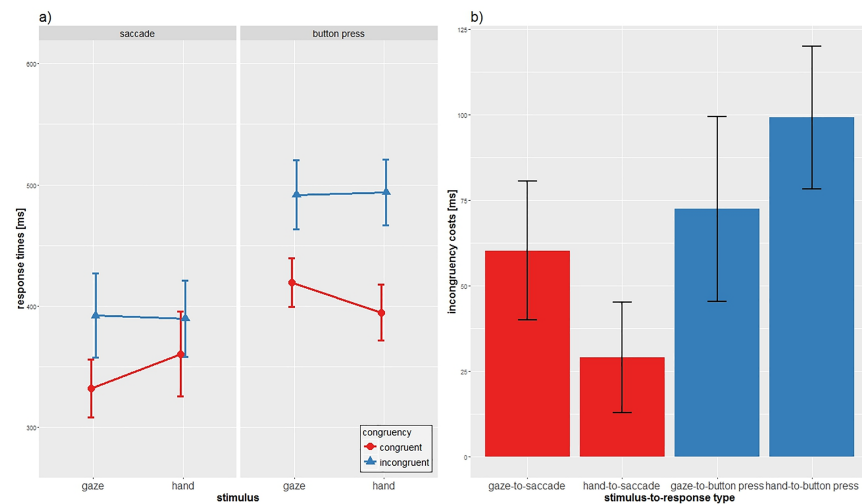 a)
saccade
button press
600
500
400
300
response times [ms]
gaze
hand
gaze
hand
stimulus
congruency
congruent
incongruent
b)
125
100
75
50
25
0
incongruency costs [ms]
gaze-to-saccade
hand-to-saccade
gaze-to-button press
hand-to-button press
stimulus-to-response type